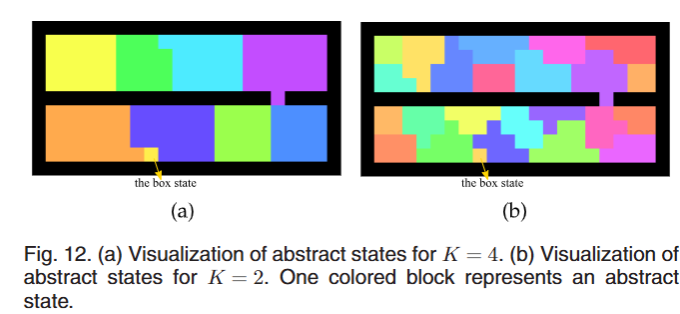 the box state
the box state
(a)
(b)
Fig. 12. (a) Visualization of abstract states for K = 4. (b) Visualization of
abstract states for K = 2. One colored block represents an abstract
state.